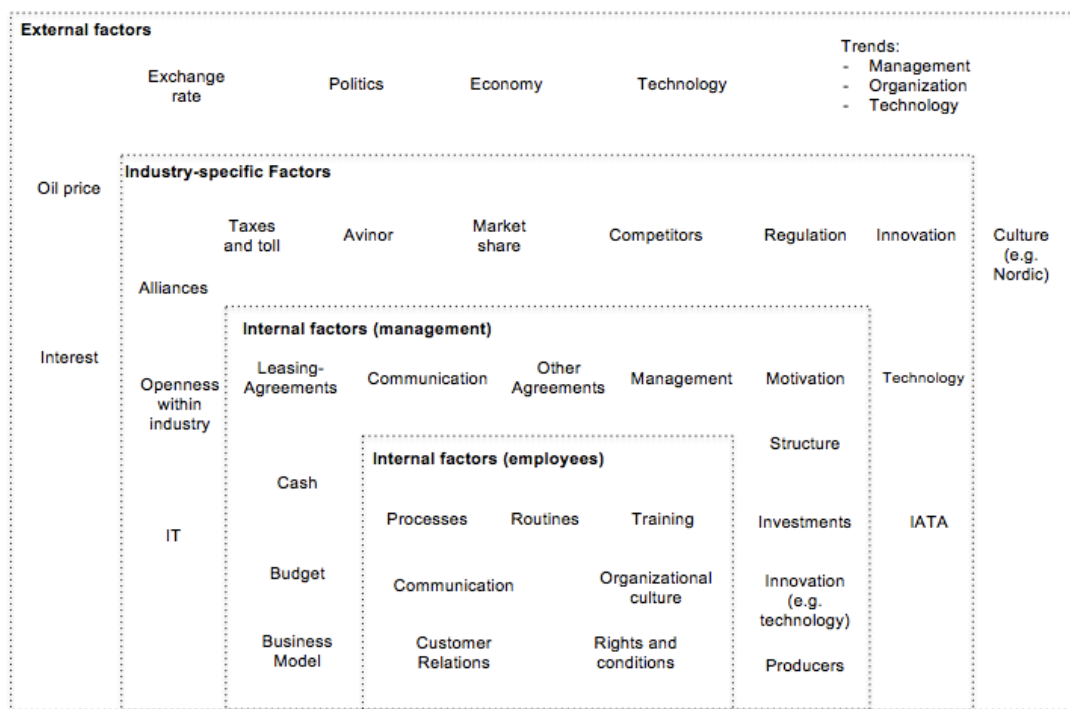 External factors
Trends:
- Management
- Organization
- Technology
Exchange
rate
Politics
Economy
Technology
Oil price
Interest
Culture
(e.g.
Nordic)
Industry-specific Factors
Taxes
and toll
Avinor
Market
share
Competitors
Regulation
Innovation
Alliances
Openness
within
industry
IT
Technology
IATA
Internal factors (management)
Leasing-
Agreements
Communication
Other
Agreements
Management
Motivation
Structure
Cash
Investments
Budget
Innovation
(e.g.
technology)
Business
Model
Producers
Internal factors (employees)
Processes
Routines
Training
Communication
Organizational
culture
Customer
Relations
Rights and
conditions